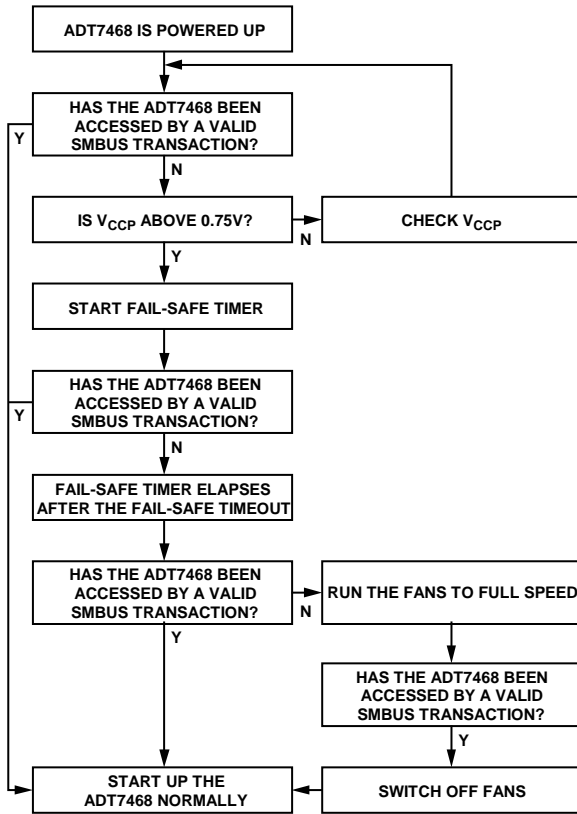 ADT7468 IS POWERED UP
HAS THE ADT7468 BEEN
ACCESSED BY A VALID
SMBUS TRANSACTION?
Y
N
IS VCCP ABOVE 0.75V?
N
CHECK VCCP
Y
START FAIL-SAFE TIMER
HAS THE ADT7468 BEEN
ACCESSED BY A VALID
SMBUS TRANSACTION?
Y
N
FAIL-SAFE TIMER ELAPSES
AFTER THE FAIL-SAFE TIMEOUT
HAS THE ADT7468 BEEN
ACCESSED BY A VALID
SMBUS TRANSACTION?
N
RUN THE FANS TO FULL SPEED
Y
HAS THE ADT7468 BEEN
ACCESSED BY A VALID
SMBUS TRANSACTION?
Y
START UP THE
ADT7468 NORMALLY
SWITCH OFF FANS